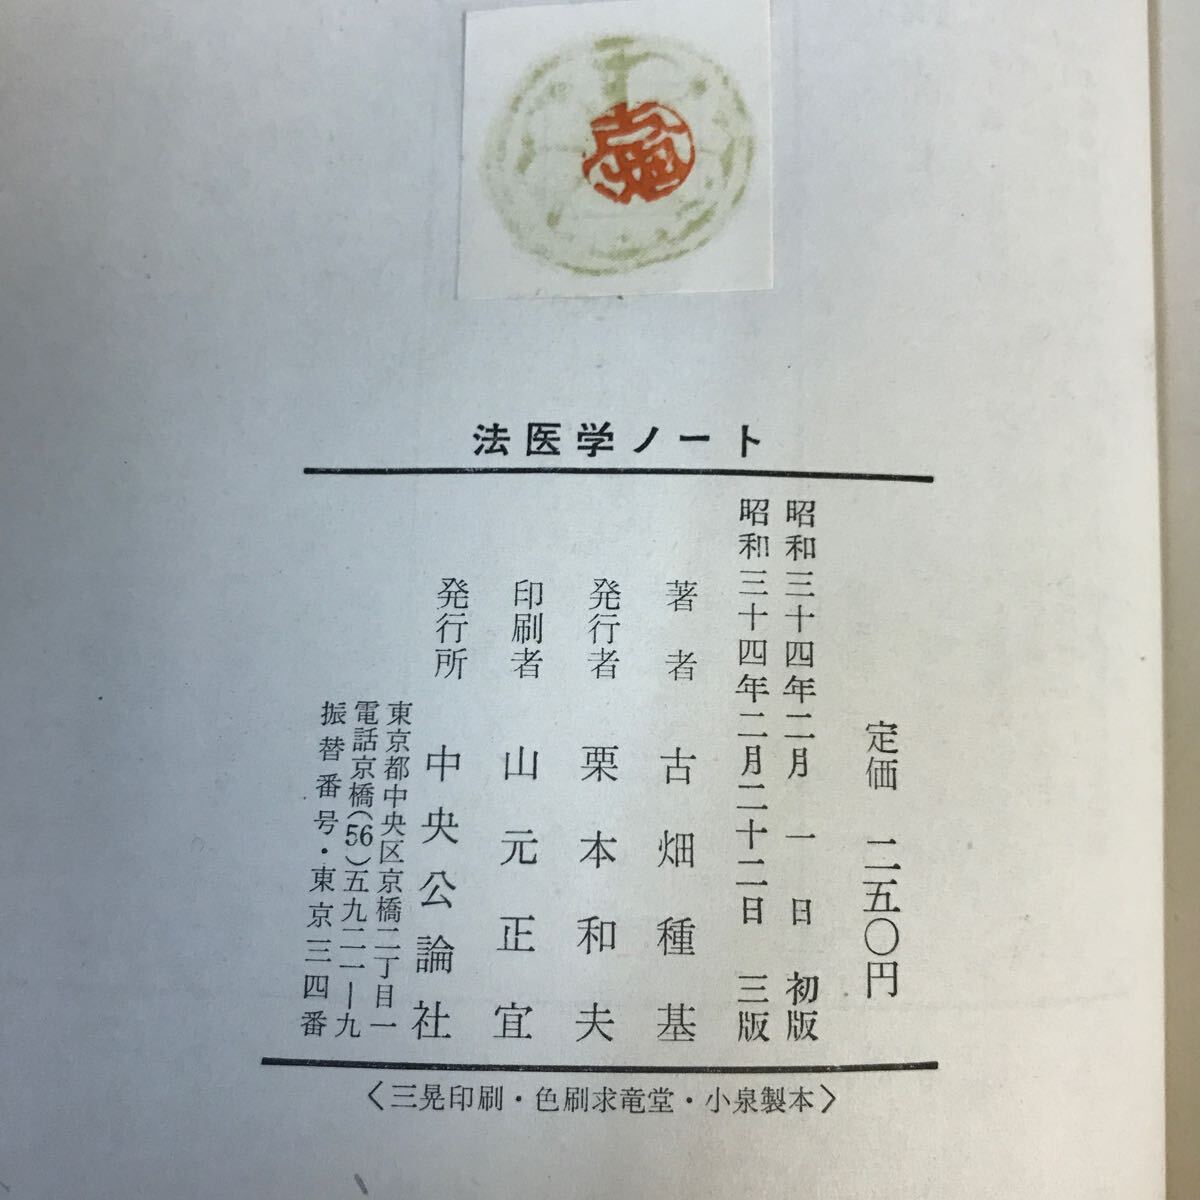 法医学ノート
定価 二五〇円
昭和三十四年二月 一 日 初版
昭和三十四年二月二十二日 三版
著者 古畑種基
発行者 栗本和夫
印刷者 山元正宜
発行所 中央公論社
東京都中央区京橋二丁目一
電話京橋(56)五九二一―九
振替番号・東京三四番
〈三晃印刷・色刷求竜堂・小泉製本〉